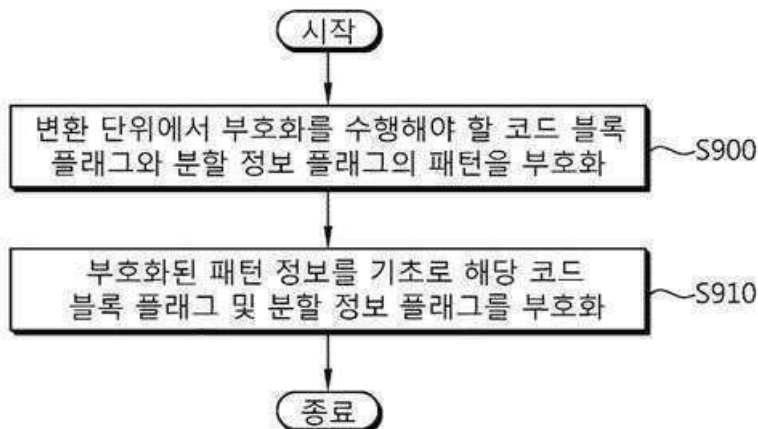 시작
변환 단위에서 부호화를 수행해야 할 코드 블록
플래그와 분할 정보 플래그의 패턴을 부호화
S900
부호화된 패턴 정보를 기초로 해당 코드
블록 플래그 및 분할 정보 플래그를 부호화
S910
종료